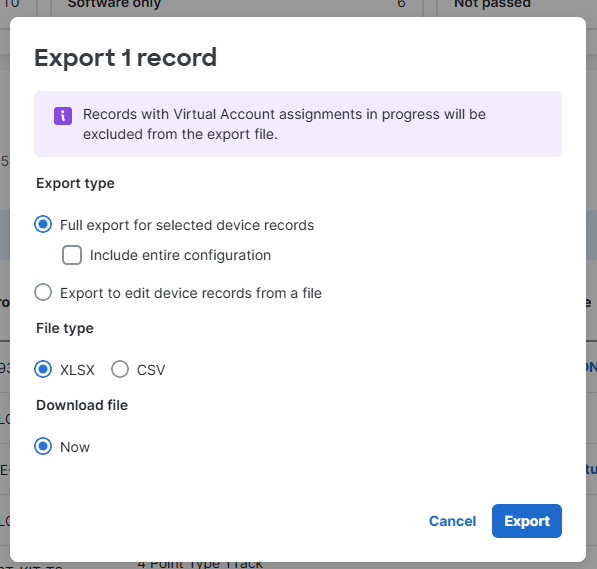 Software only
6
Not passed
Export 1 record
Records with Virtual Account assignments in progress will be
excluded from the export file.
Export type
Full export for selected device records
Include entire configuration
Export to edit device records from a file
File type
XLSX
CSV
Download file
Now
Cancel
Export
4 Point Type 1 Rack